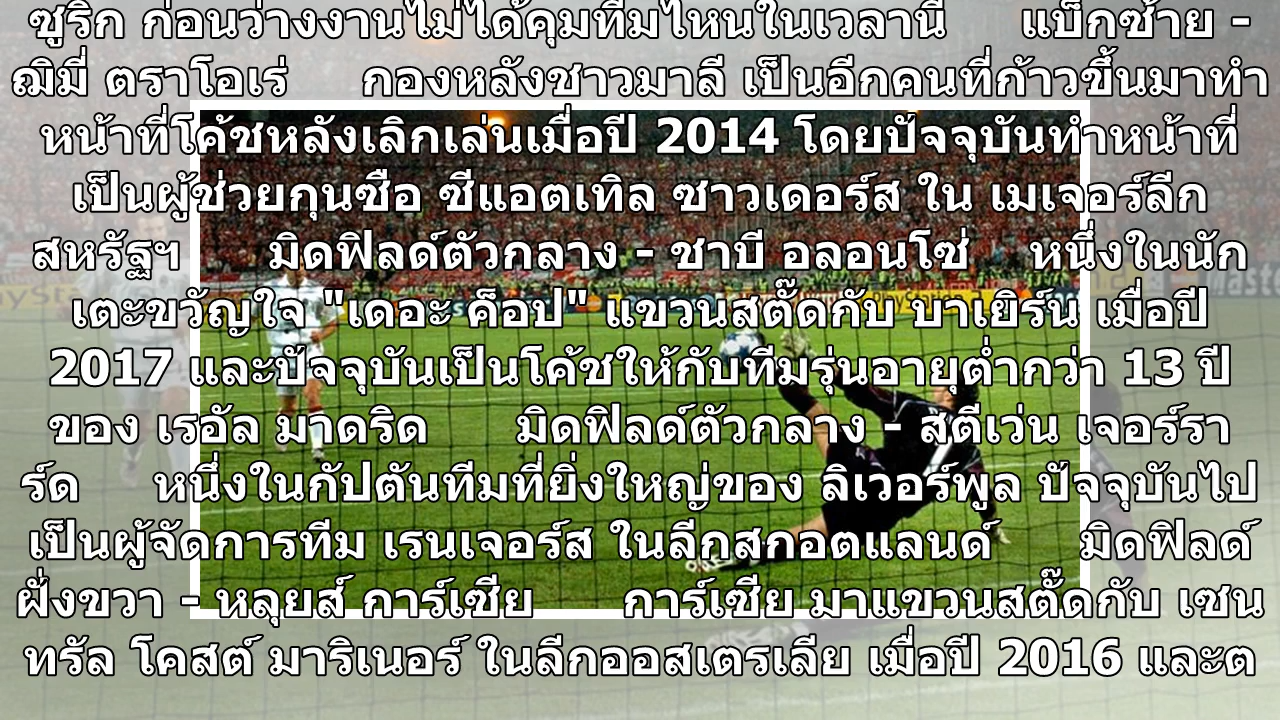 ซูริก ก่อนว่างงานไม่ได้คุมทีมไหนในเวลานี้ แบ็กซ้าย -
ฌิมี่ ตราโอเร่ กองหลังชาวมาลี เป็นอีกคนที่ก้าวขึ้นมาทำ
หน้าที่โค้ชหลังเลิกเล่นเมื่อปี 2014 โดยปัจจุบันทำหน้าที่
เป็นผู้ช่วยกุนซือ ซีแอตเทิล ซาวเดอร์ส ใน เมเจอร์ลีก
สหรัฐฯ มิดฟิลด์ตัวกลาง - ชาบี อลอนโซ่ หนึ่งในนัก
เตะขวัญใจ "เดอะ ค็อป" แขวนสตั๊ดกับ บาเยิร์น เมื่อปี
2017 และปัจจุบันเป็นโค้ชให้กับทีมรุ่นอายุต่ำกว่า 13 ปี
ของ เรอัล มาดริด มิดฟิลด์ตัวกลาง - สตีเว่น เจอร์รา
ร์ด หนึ่งในกัปตันทีมที่ยิ่งใหญ่ของ ลิเวอร์พูล ปัจจุบันไป
เป็นผู้จัดการทีม เรนเจอร์ส ในลีกสกอตแลนด์ มิดฟิลด์
ฝั่งขวา - หลุยส์ การ์เซีย การ์เซีย มาแขวนสตั๊ดกับ เซน
ทรัล โคสต์ มาริเนอร์ ในลีกออสเตรเลีย เมื่อปี 2016 และต